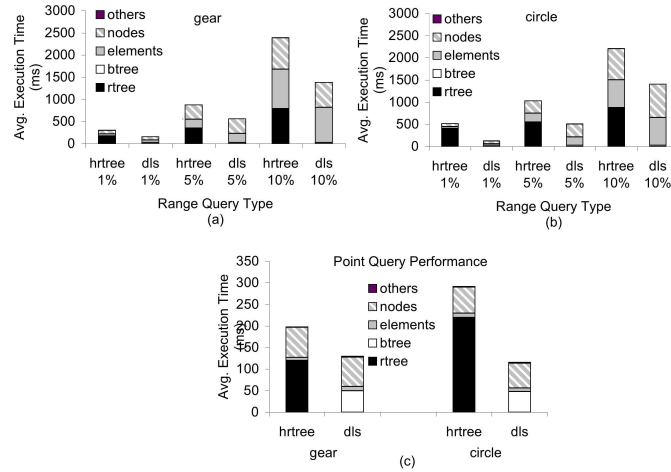 gear
others
nodes
elements
btree
rtree
Avg. Execution Time
(ms)
3000
2500
2000
1500
1000
500
0
hrtree dls hrtree dls hrtree dls
1% 1% 5% 5% 10% 10%
Range Query Type
(a)
circle
others
nodes
elements
btree
rtree
Avg. Execution Time
(ms)
3000
2500
2000
1500
1000
500
0
hrtree dls hrtree dls hrtree dls
1% 1% 5% 5% 10% 10%
Range Query Type
(b)
Point Query Performance
others
nodes
elements
btree
rtree
Avg. Execution Time
(ms)
350
300
250
200
150
100
50
0
hrtree dls hrtree dls
gear circle
(c)